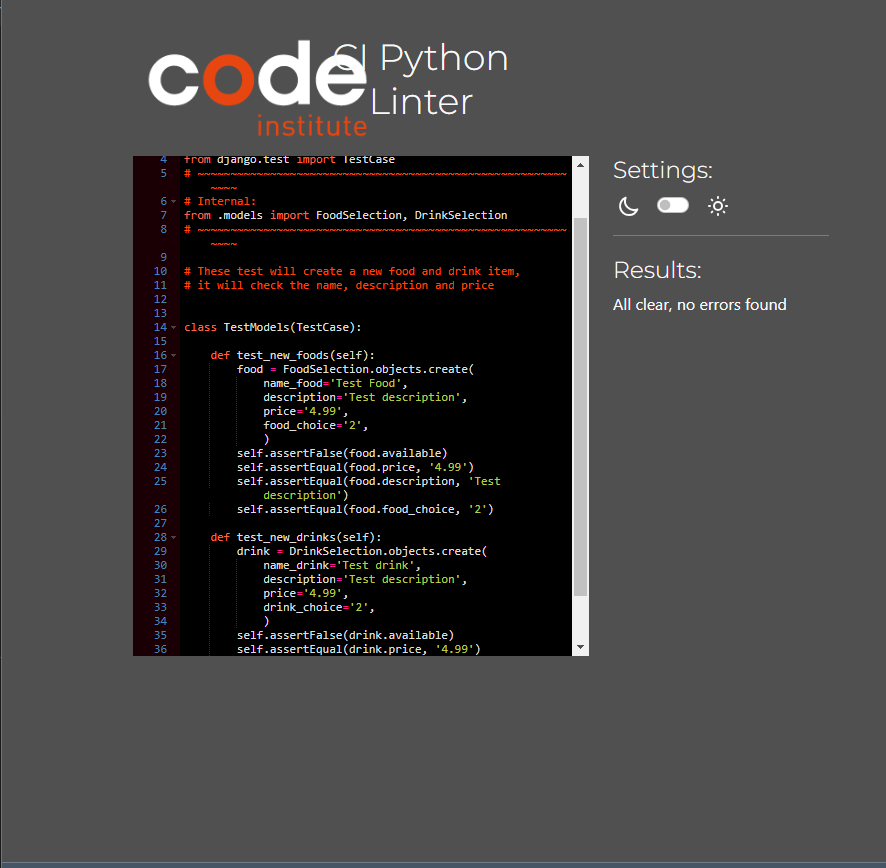 code
institute
CI Python
Linter
4 from django.test import TestCase
5 # ~~~~~~~~~~~~~~~~~~~~~~~~~~~~~~~~~~~~~~~~~~~~~~~~~~~~~~~~
~~~~
6 # Internal:
7 from .models import FoodSelection, DrinkSelection
8 # ~~~~~~~~~~~~~~~~~~~~~~~~~~~~~~~~~~~~~~~~~~~~~~~~~~~~~~~~
~~~~
9
10 # These test will create a new food and drink item,
11 # it will check the name, description and price
12
13
14 class TestModels(TestCase):
15
16 def test_new_foods(self):
17 food = FoodSelection.objects.create(
18 name_food='Test Food',
19 description='Test description',
20 price='4.99',
21 food_choice='2',
22 )
23 self.assertFalse(food.available)
24 self.assertEqual(food.price, '4.99')
25 self.assertEqual(food.description, 'Test
description')
26 self.assertEqual(food.food_choice, '2')
27
28 def test_new_drinks(self):
29 drink = DrinkSelection.objects.create(
30 name_drink='Test drink',
31 description='Test description',
32 price='4.99',
33 drink_choice='2',
34 )
35 self.assertFalse(drink.available)
36 self.assertEqual(drink.price, '4.99')
Settings:
Results:
All clear, no errors found